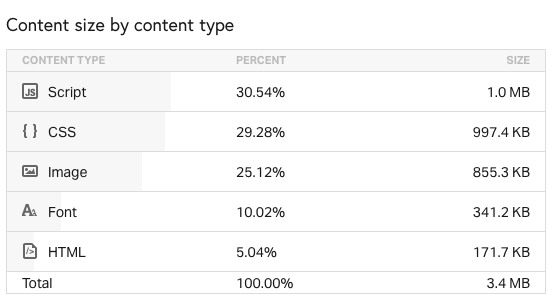 Content size by content type
CONTENT TYPE PERCENT SIZE
JS Script 30.54% 1.0 MB
{ } CSS 29.28% 997.4 KB
Image 25.12% 855.3 KB
AA Font 10.02% 341.2 KB
</> HTML 5.04% 171.7 KB
Total 100.00% 3.4 MB